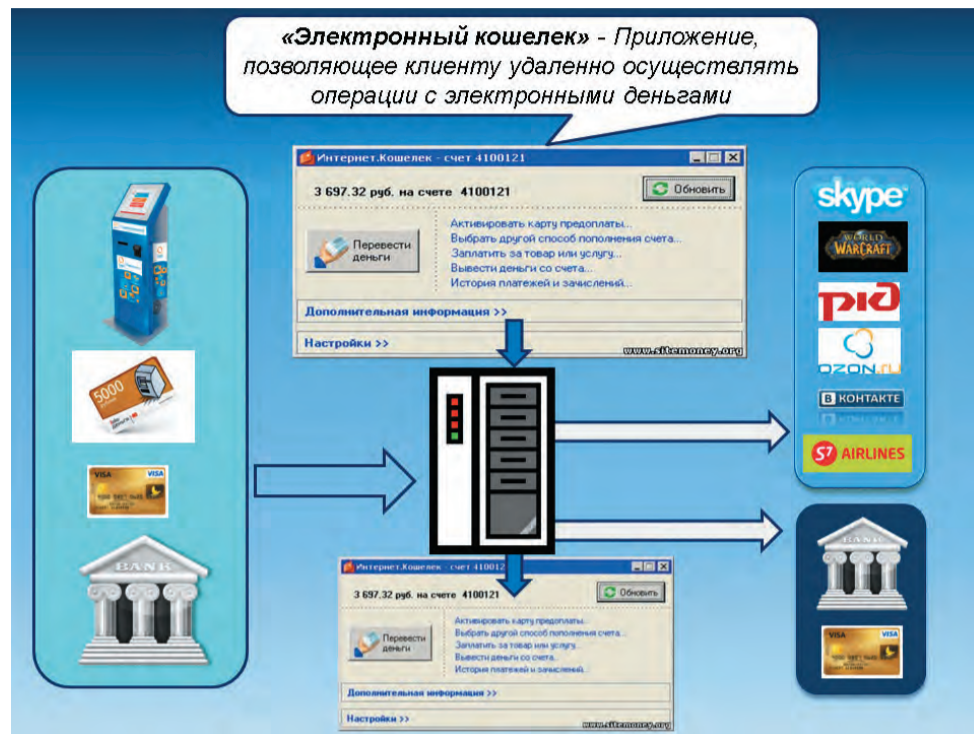 «Электронный кошелек» - Приложение,
позволяющее клиенту удаленно осуществлять
операции с электронными деньгами
Интернет.Кошелек - счет 4100121
3 697.32 руб. на счете 4100121
Обновить
Перевести
деньги
Активировать карту предоплаты...
Выбрать другой способ пополнения счета...
Заплатить за товар или услугу...
Вывести деньги со счета...
История платежей и зачислений...
Дополнительная информация >>
Настройки >>
www.sitemoney.org
5000
VISA
VISA
BANK
skype
WORLD
WARCRAFT
ржд
OZON.ru
В КОНТАКТЕ
S7 AIRLINES
BANK
VISA
VISA
Интернет.Кошелек - счет 410012
3 697.32 руб. на счете 4100121
Обновить
Перевести
деньги
Активировать карту предоплаты...
Выбрать другой способ пополнения счета...
Заплатить за товар или услугу...
Вывести деньги со счета...
История платежей и зачислений...
Дополнительная информация >>
Настройки >>
www.sitemoney.org